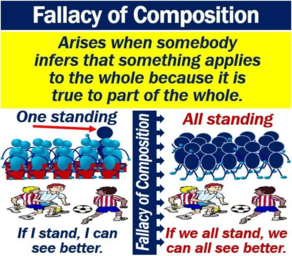 Fallacy of Composition
Arises when somebody
infers that something applies
to the whole because it is
true to part of the whole.
One standing
Fallacy of Composition
All standing
If I stand, I can
see better.
If we all stand, we
can all see better.